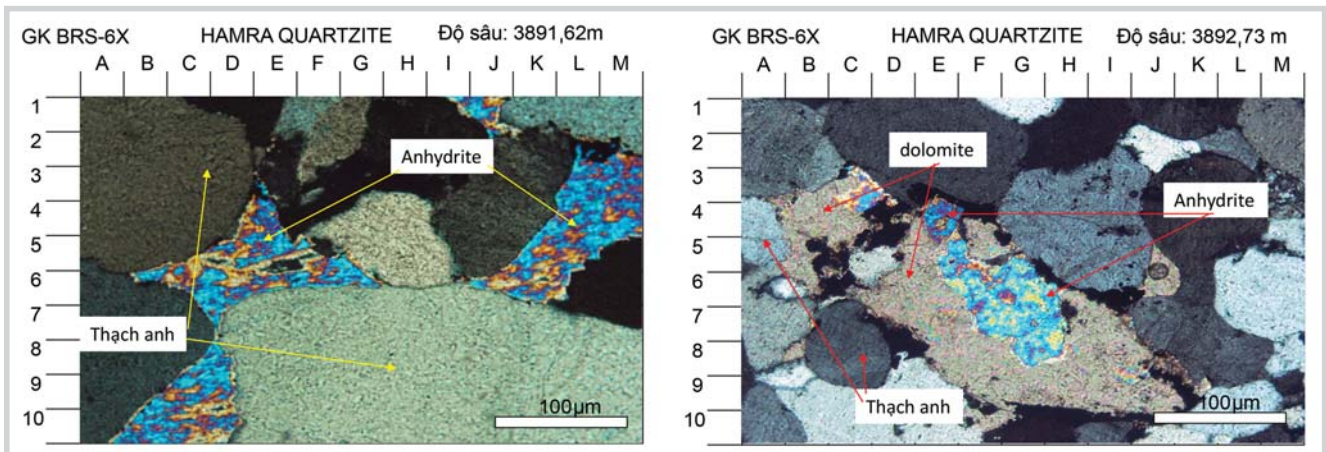 GK BRS-6X HAMRA QUARTZITE Độ sâu: 3891,62m
A B C D E F G H I J K L M
1
2
3
4
5
6
7
8
9
10
Anhydrite
Thạch anh
100µm
GK BRS-6X HAMRA QUARTZITE Độ sâu: 3892,73 m
A B C D E F G H I J K L M
1
2
3
4
5
6
7
8
9
10
dolomite
Anhydrite
Thạch anh
100µm